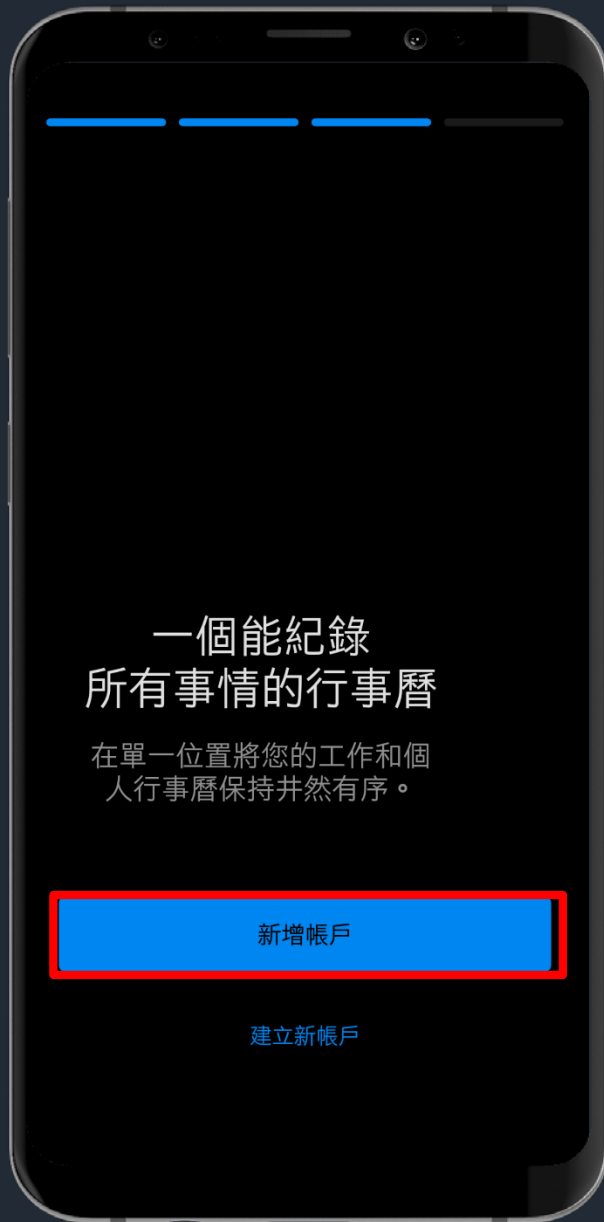 一個能紀錄
所有事情的行事曆
在單一位置將您的工作和個
人行事曆保持井然有序。
新增帳戶
建立新帳戶